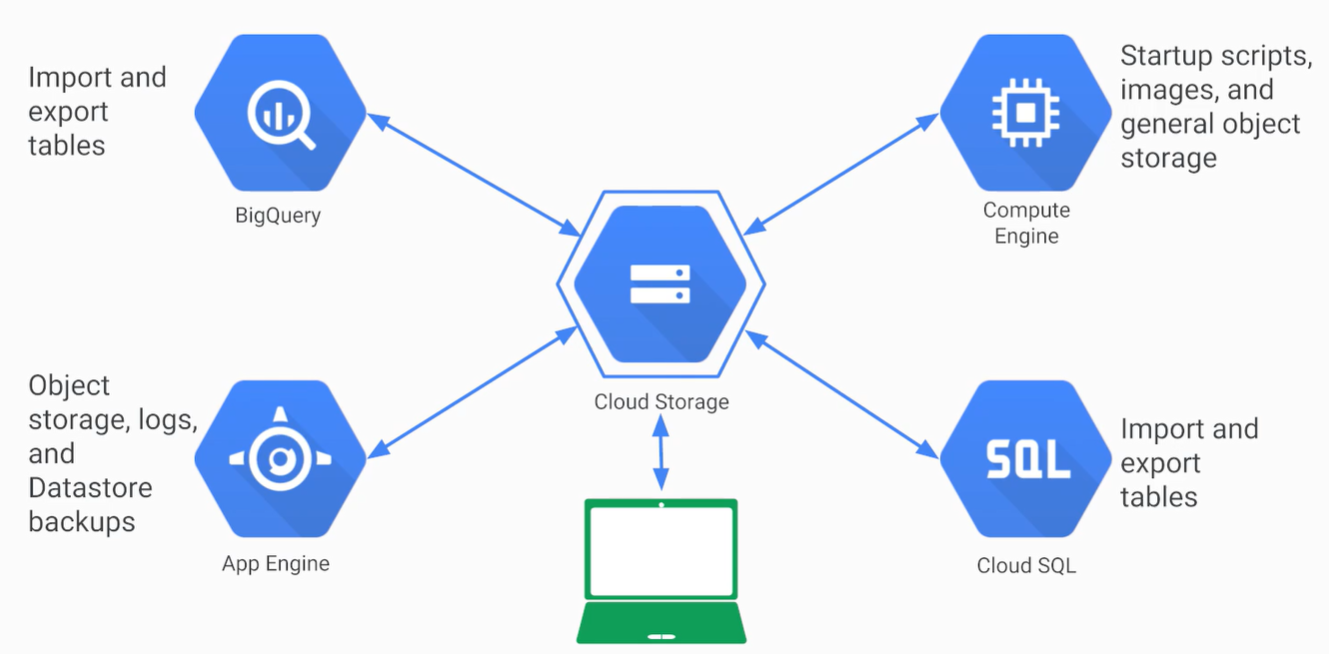 Import and
export
tables
BigQuery
Startup scripts,
images, and
general object
storage
Compute
Engine
Cloud Storage
Object
storage, logs,
and
Datastore
backups
App Engine
SQL
Import and
export
tables
Cloud SQL